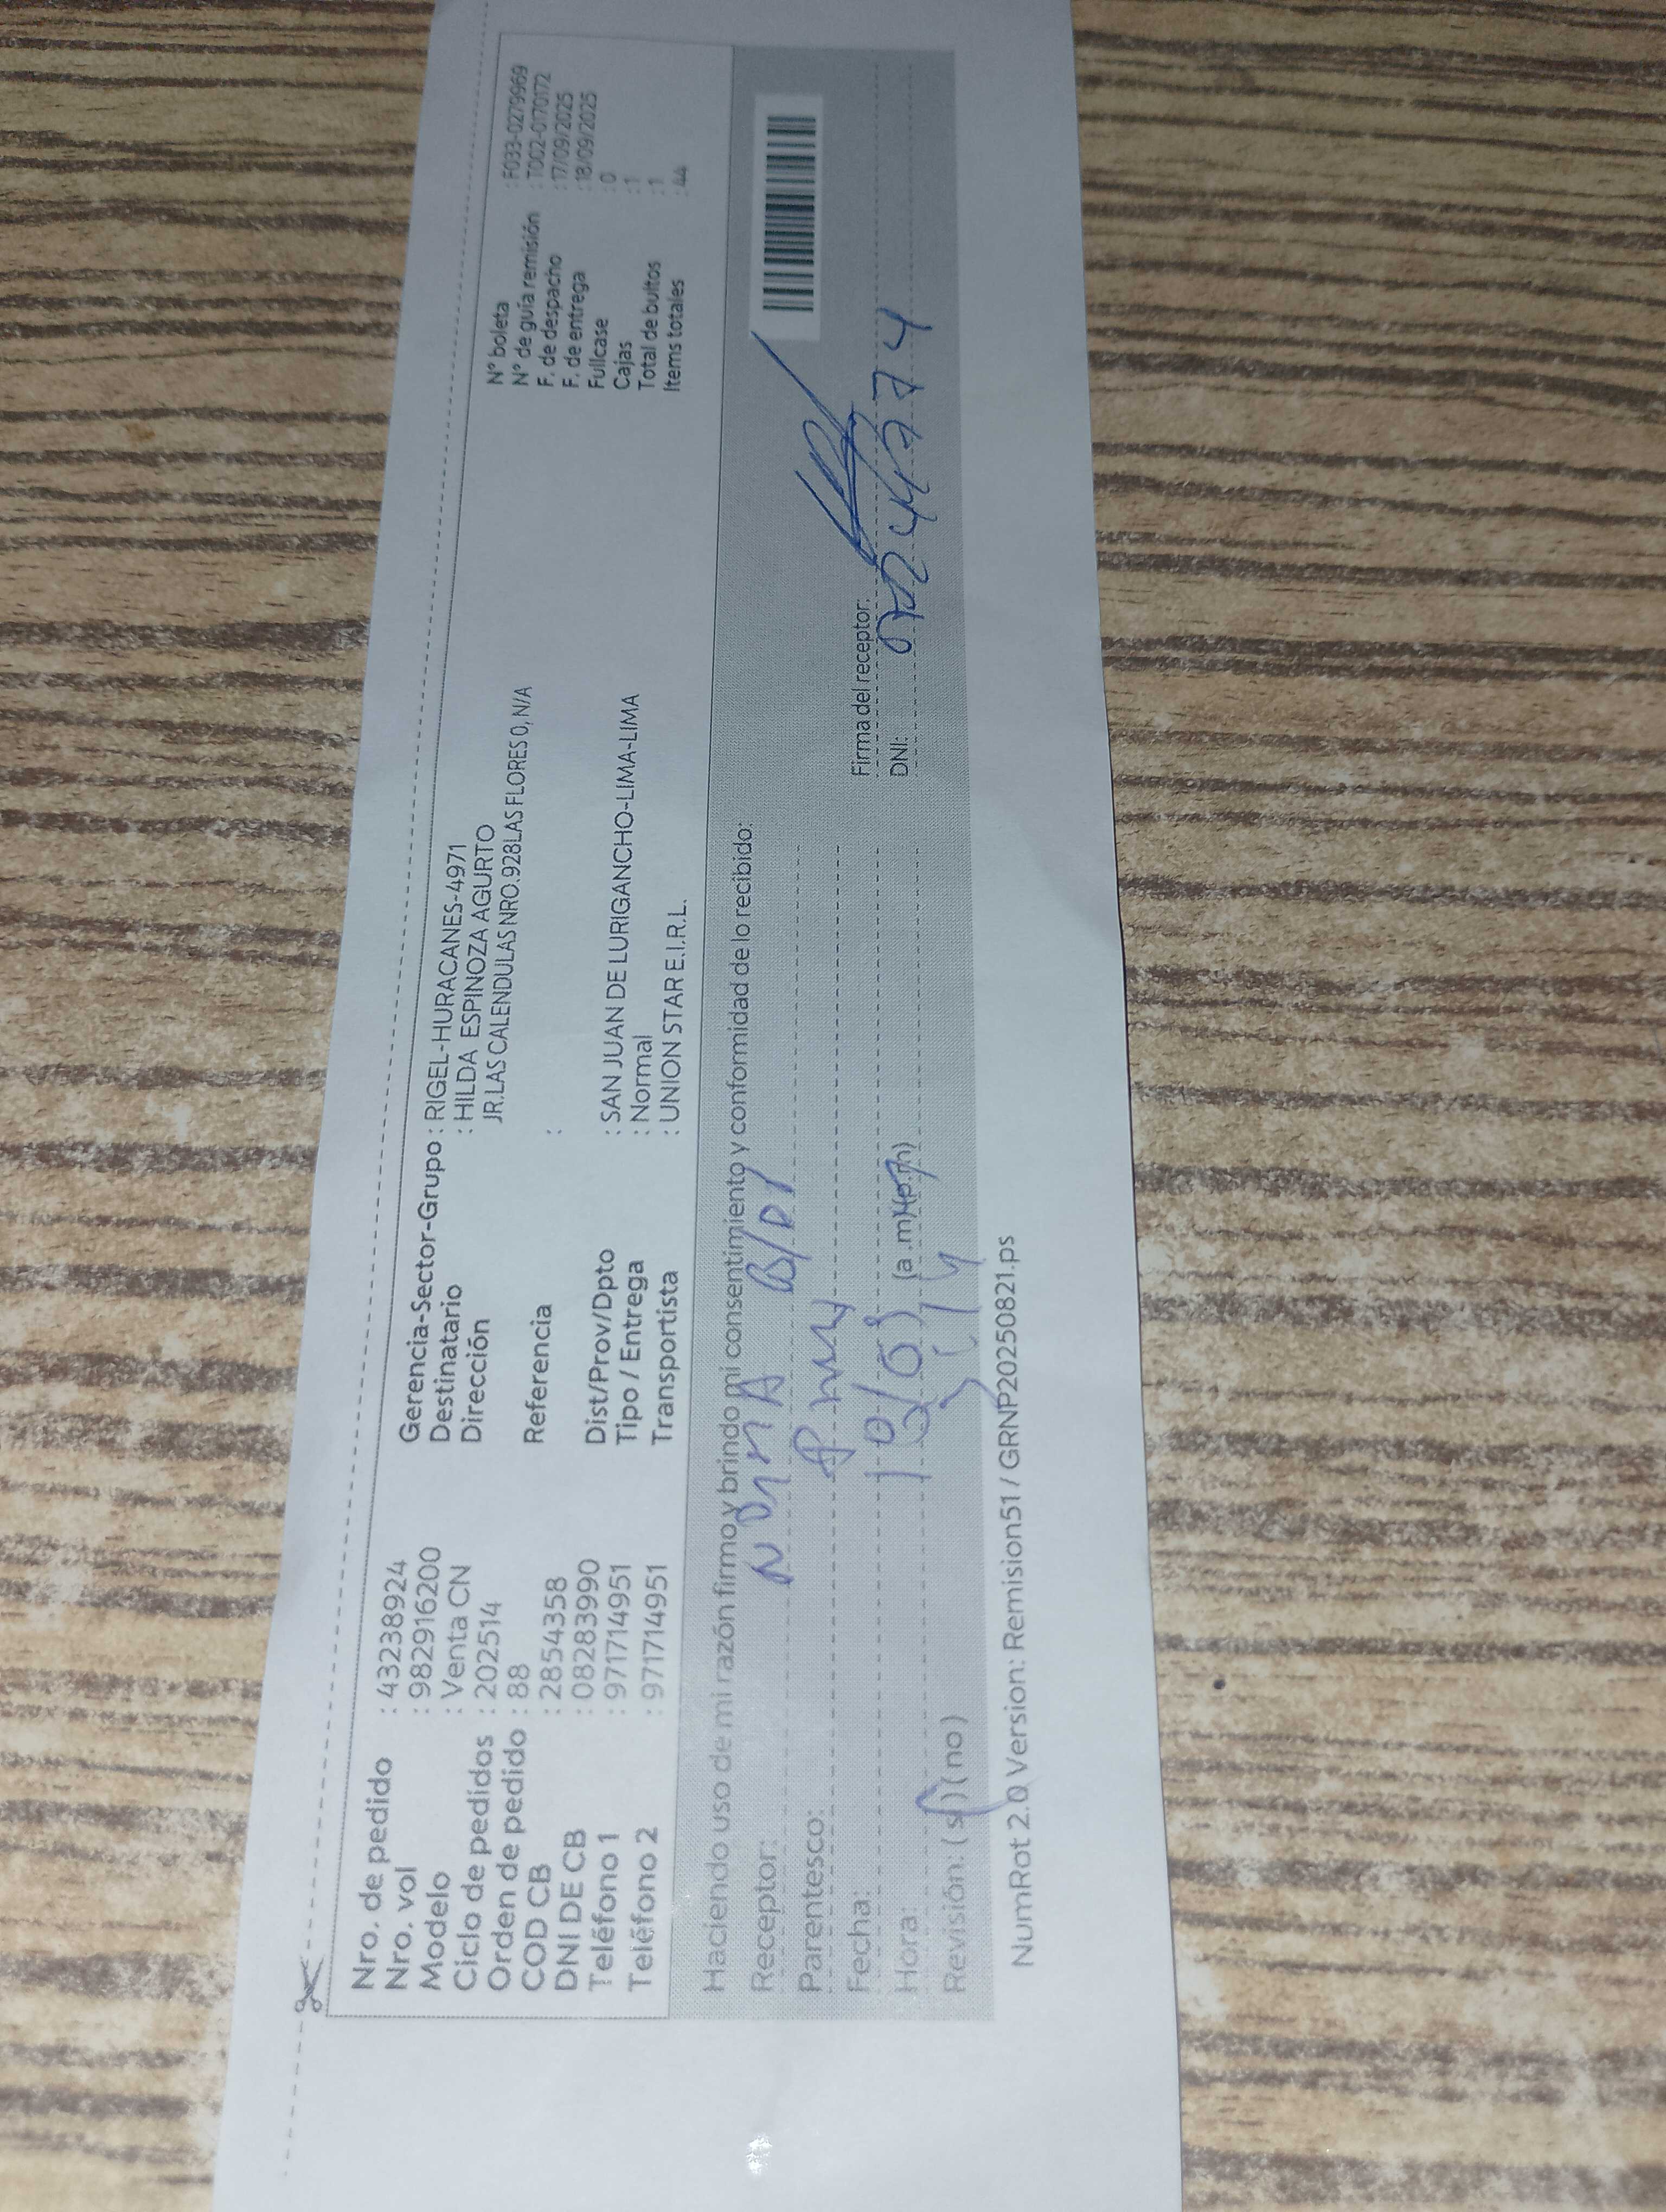 Nro. de pedido : 43238924
Nro. vol : 982916200
Modelo : Venta CN
Ciclo de pedidos : 202514
Orden de pedido : 88
COD CB : 2854358
DNI DE CB : 08283990
Teléfono 1 : 971714951
Teléfono 2 : 971714951
Gerencia-Sector-Grupo : RIGEL-HURACANES-4971
Destinatario : HILDA ESPINOZA AGURTO
Dirección JR.LAS CALENDULAS NRO.928LAS FLORES 0, N/A
Referencia :
Dist/Prov/Dpto : SAN JUAN DE LURIGANCHO-LIMA-LIMA
Tipo / Entrega : Normal
Transportista : UNION STAR E.I.R.L.
N° boleta : F033-0279969
N° de guía remisión : T002-0170172
F. de despacho : 17/09/2025
F. de entrega : 18/09/2025
Fullcase : 0
Cajas : 1
Total de bultos : 1
Items totales : 44
Haciendo uso de mi razón firmo y brindo mi consentimiento y conformidad de lo recibido:
Receptor:
Parentesco:
Fecha:
Hora: (a.m) (p.m)
Revisión: (si) (no)
Firma del receptor:
DNI:
NumRot 2.0 Version: Remision51 / GRNP20250821.ps